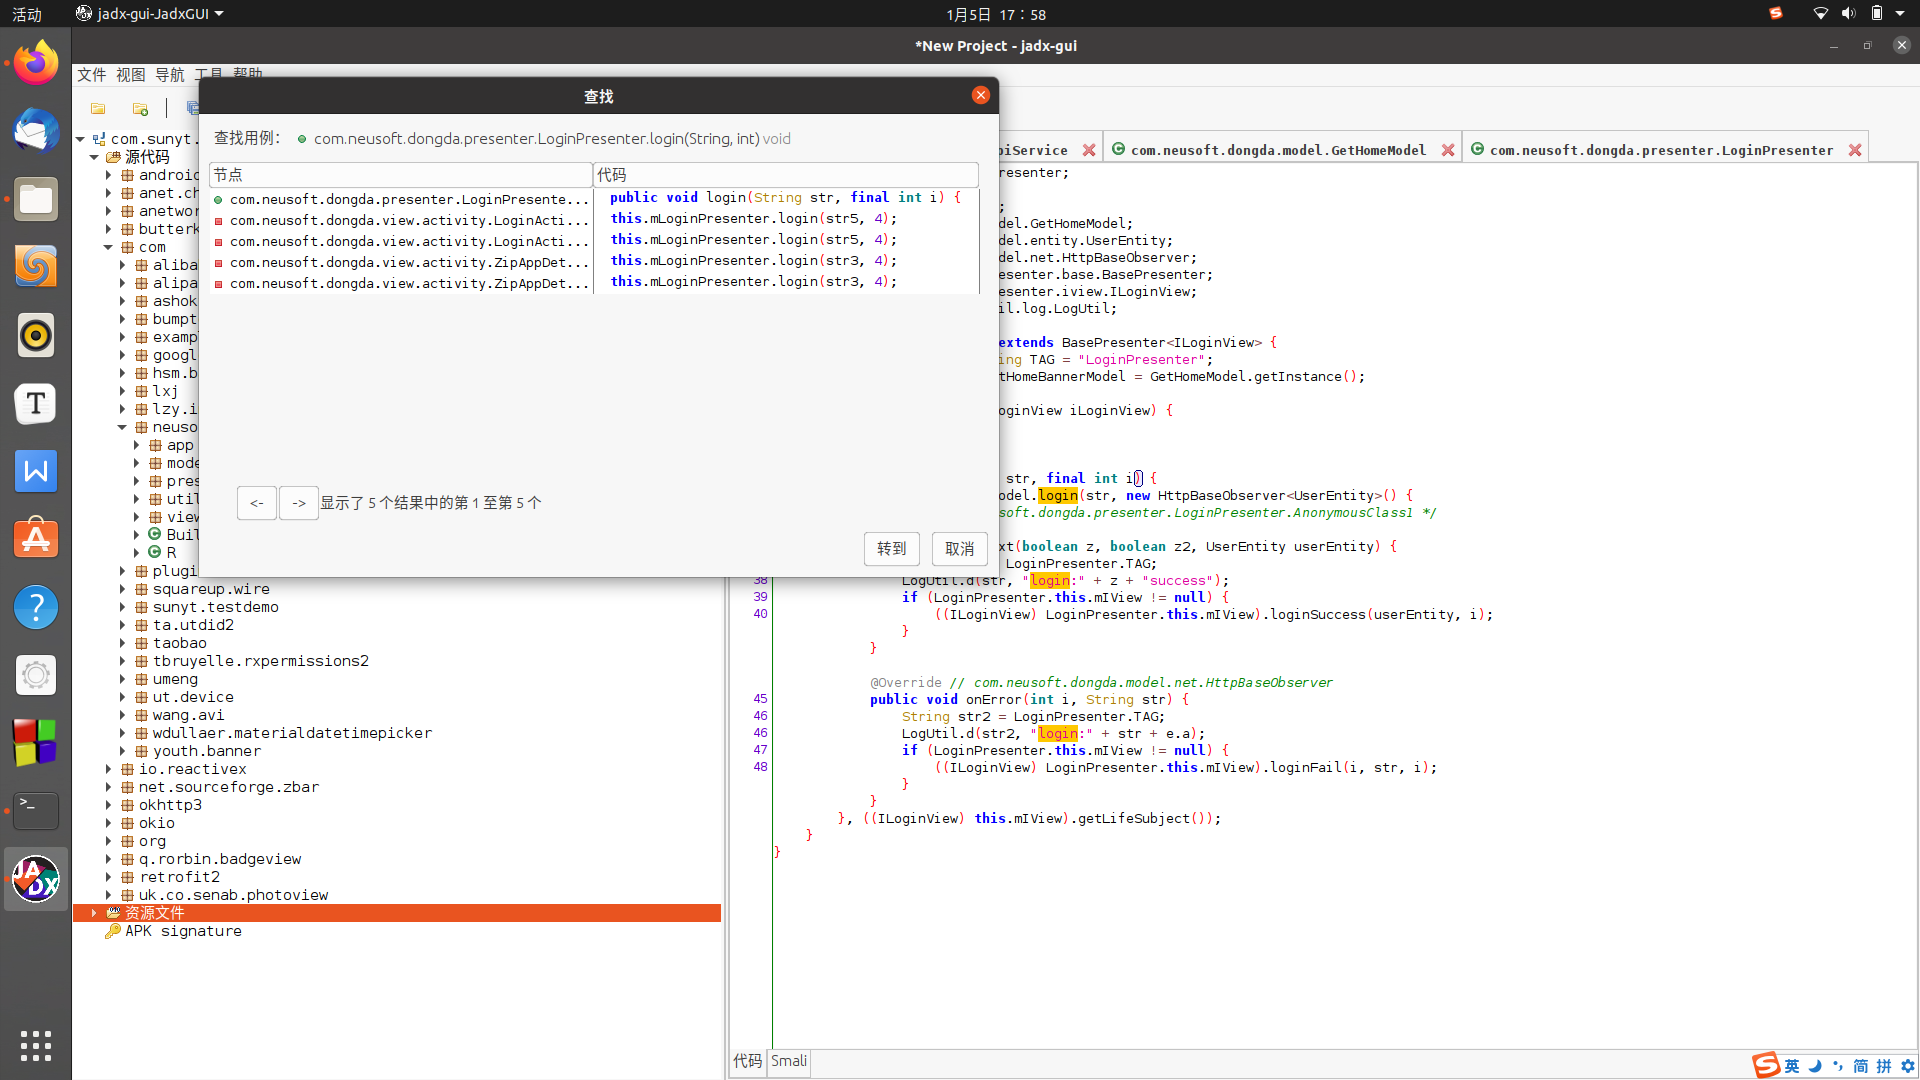 活动
jadx-gui-JadxGUI
1月5日 17：58
*New Project - jadx-gui
文件 视图 导航 工具 帮助
查找
查找用例：
com.neusoft.dongda.presenter.LoginPresenter.login(String, int) void
节点
代码
com.neusoft.dongda.presenter.LoginPresente...
public void login(String str, final int i) {
com.neusoft.dongda.view.activity.LoginActi...
this.mLoginPresenter.login(str5, 4);
com.neusoft.dongda.view.activity.LoginActi...
this.mLoginPresenter.login(str5, 4);
com.neusoft.dongda.view.activity.ZipAppDet...
this.mLoginPresenter.login(str3, 4);
com.neusoft.dongda.view.activity.ZipAppDet...
this.mLoginPresenter.login(str3, 4);
<-
->
显示了 5 个结果中的第 1 至第 5 个
转到
取消
com.sunyt.
源代码
android
anet.ch
anetwor
butterk
com
aliba
alipa
ashok
bumpt
examp
googl
hsm.b
lxj
lzy.i
neuso
app
mode
pres
util
view
Buil
R
plugi
squareup.wire
sunyt.testdemo
ta.utdid2
taobao
tbruyelle.rxpermissions2
umeng
ut.device
wang.avi
wdullaer.materialdatetimepicker
youth.banner
io.reactivex
net.sourceforge.zbar
okhttp3
okio
org
q.rorbin.badgeview
retrofit2
uk.co.senab.photoview
资源文件
APK signature
piService
com.neusoft.dongda.model.GetHomeModel
com.neusoft.dongda.presenter.LoginPresenter
esenter;
;
del.GetHomeModel;
del.entity.UserEntity;
del.net.HttpBaseObserver;
esenter.base.BasePresenter;
esenter.iview.ILoginView;
il.log.LogUtil;
extends BasePresenter<ILoginView> {
ing TAG = "LoginPresenter";
tHomeBannerModel = GetHomeModel.getInstance();
oginView iLoginView) {
str, final int i) {
odel.login(str, new HttpBaseObserver<UserEntity>() {
soft.dongda.presenter.LoginPresenter.AnonymousClass1 */
xt(boolean z, boolean z2, UserEntity userEntity) {
LoginPresenter.TAG;
38 LogUtil.d(str, "login:" + z + "success");
39 if (LoginPresenter.this.mIView != null) {
40 ((ILoginView) LoginPresenter.this.mIView).loginSuccess(userEntity, i);
}
}
@Override // com.neusoft.dongda.model.net.HttpBaseObserver
45 public void onError(int i, String str) {
46 String str2 = LoginPresenter.TAG;
46 LogUtil.d(str2, "login:" + str + e.a);
47 if (LoginPresenter.this.mIView != null) {
48 ((ILoginView) LoginPresenter.this.mIView).loginFail(i, str, i);
}
}
}, ((ILoginView) this.mIView).getLifeSubject());
}
}
代码 Smali
英 简 拼